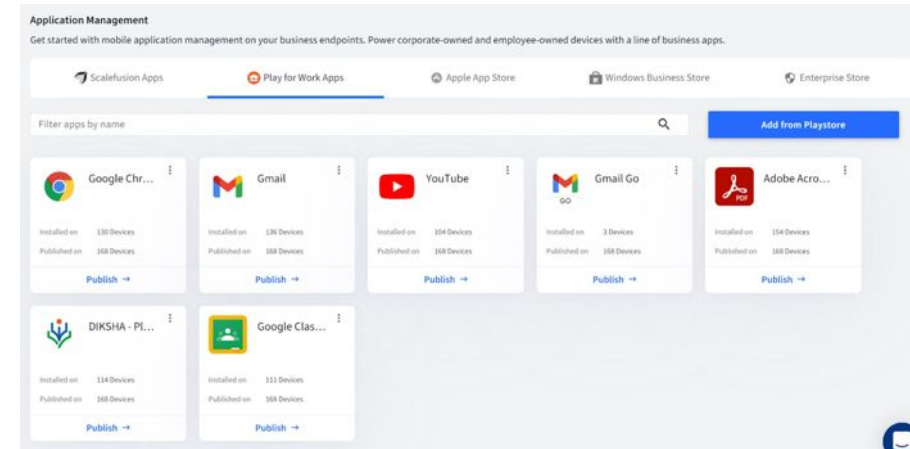 Application Management
Get started with mobile application management on your business endpoints. Power corporate-owned and employee-owned devices with a line of business apps.
Scalefusion Apps
Play for Work Apps
Apple App Store
Windows Business Store
Enterprise Store
Filter apps by name
Add from Playstore
Google Chr...
Installed on 130 Devices
Published on 168 Devices
Publish →
Gmail
Installed on 136 Devices
Published on 168 Devices
Publish →
YouTube
Installed on 104 Devices
Published on 168 Devices
Publish →
GO
Gmail Go
Installed on 3 Devices
Published on 168 Devices
Publish →
PDF
Adobe Acro...
Installed on 154 Devices
Published on 168 Devices
Publish →
DIKSHA - Pl...
Installed on 114 Devices
Published on 168 Devices
Publish →
Google Clas...
Installed on 111 Devices
Published on 168 Devices
Publish →